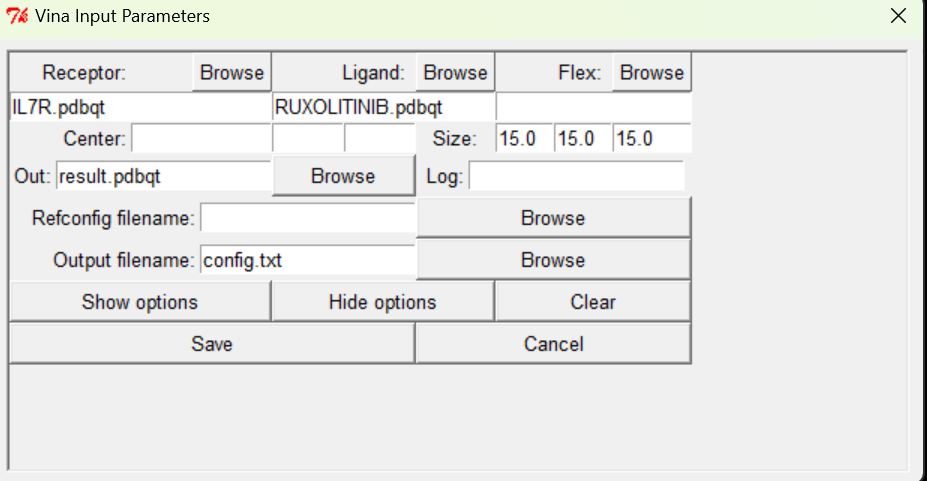 Vina Input Parameters
Receptor: Browse Ligand: Browse Flex: Browse
IL7R.pdbqt RUXOLITINIB.pdbqt
Center: Size: 15.0 15.0 15.0
Out: result.pdbqt Browse Log:
Refconfig filename: Browse
Output filename: config.txt Browse
Show options Hide options Clear
Save Cancel